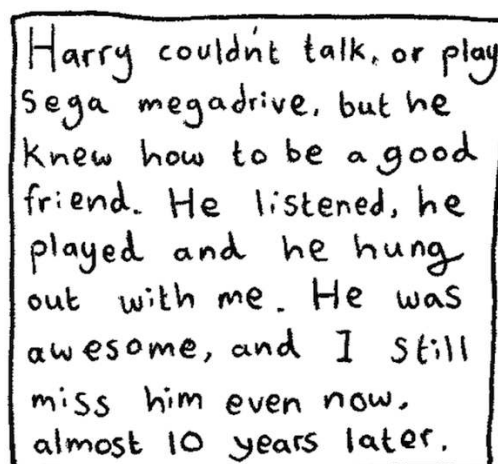 Harry couldn't talk, or play
Sega megadrive, but he
knew how to be a good
friend. He listened, he
played and he hung
out with me. He was
awesome, and I still
miss him even now,
almost 10 years later.